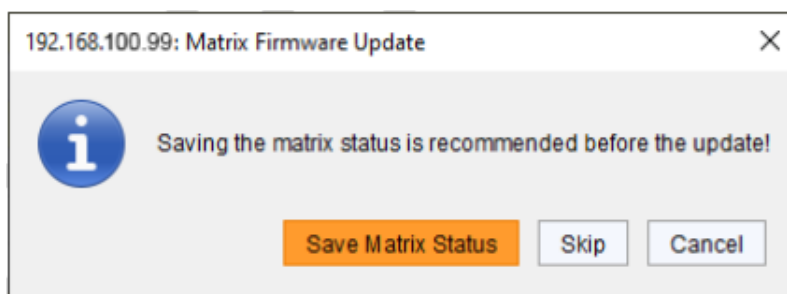 192.168.100.99: Matrix Firmware Update
Saving the matrix status is recommended before the update!
Save Matrix Status
Skip
Cancel